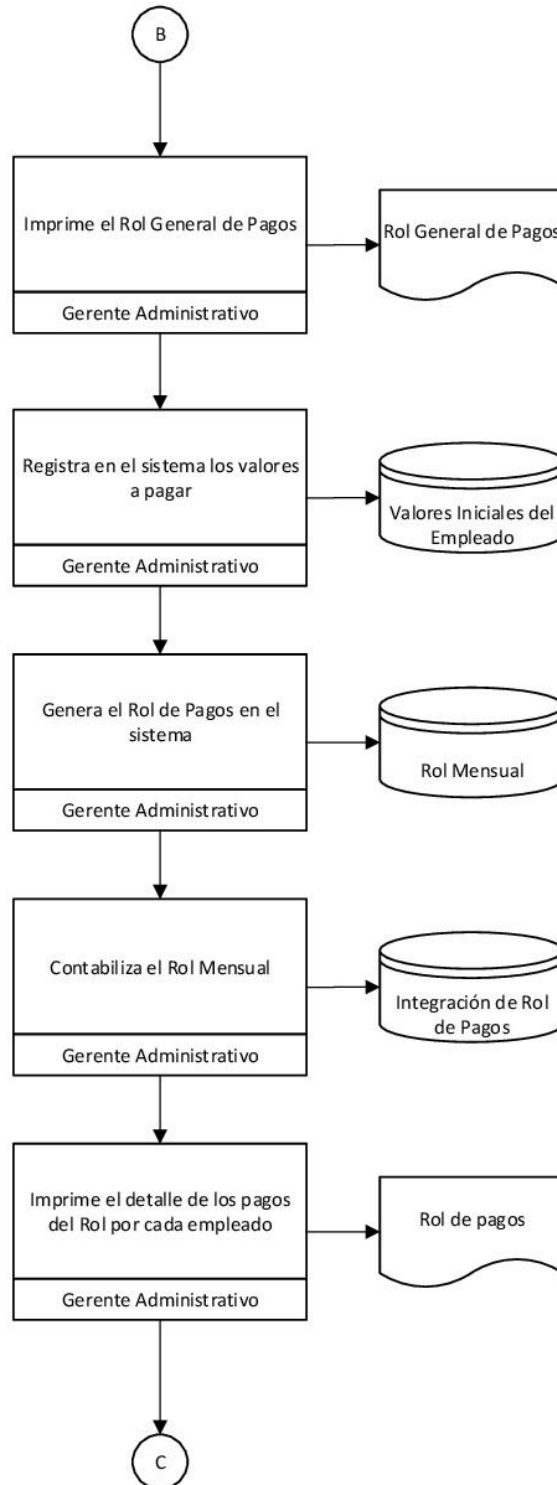 B
Imprime el Rol General de Pagos
Rol General de Pagos
Gerente Administrativo
Registra en el sistema los valores
a pagar
Valores Iniciales del
Empleado
Gerente Administrativo
Genera el Rol de Pagos en el
sistema
Rol Mensual
Gerente Administrativo
Contabiliza el Rol Mensual
Integración de Rol
de Pagos
Gerente Administrativo
Imprime el detalle de los pagos
del Rol por cada empleado
Rol de pagos
Gerente Administrativo
C